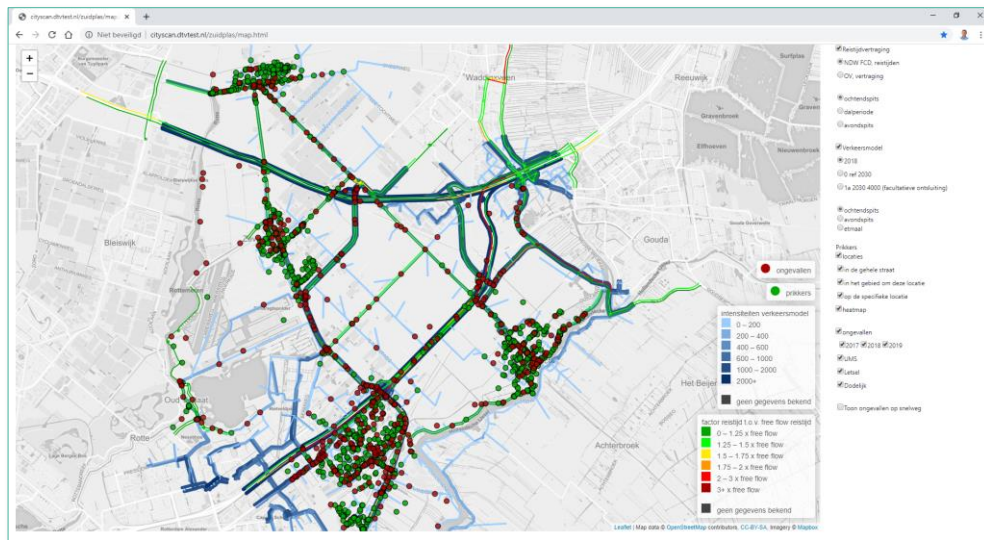 cityscan.dtvtest.nl/zuidplas/map
Niet beveiligd | cityscan.dtvtest.nl/zuidplas/map.html
+
−
Waddinxveen
Reeuwijk
Gravenbroek
Elfhoeven
Bleiswijk
Gouda
Rottemeren
Rotte
Achterbroek
ongevallen
prikkers
intensiteiten verkeersmodel
0 – 200
200 – 400
400 – 600
600 – 1000
1000 – 2000
2000+
geen gegevens bekend
factor reistijd t.o.v. free flow reistijd
0 – 1.25 x free flow
1.25 – 1.5 x free flow
1.5 – 1.75 x free flow
1.75 – 2 x free flow
2 – 3 x free flow
3+ x free flow
geen gegevens bekend
Leaflet | Map data © OpenStreetMap contributors, CC-BY-SA, Imagery © Mapbox
Reistijdvertraging
NDW FCD, reistijden
OV, vertraging
ochtendspits
dalperiode
avondspits
Verkeersmodel
2018
0 ref 2030
1a 2030 4000 (facultatieve ontsluiting)
ochtendspits
avondspits
etmaal
Prikkers
locaties
in de gehele straat
in het gebied om deze locatie
op de specifieke locatie
heatmap
ongevallen
2017 2018 2019
UMS
Letsel
Dodelijk
Toon ongevallen op snelweg